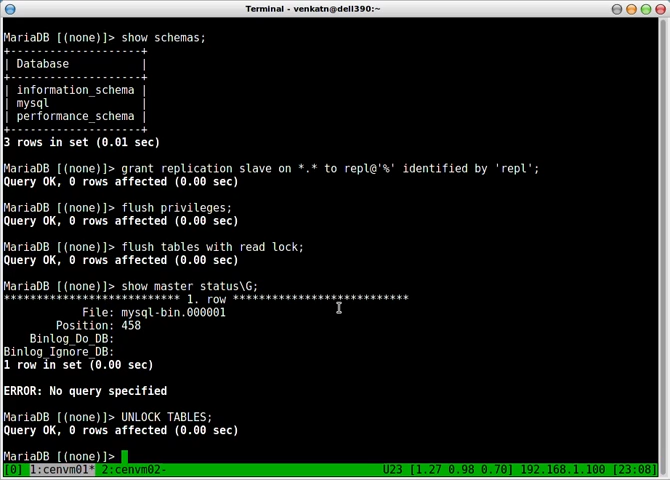 Terminal - venkatn@dell390:~
MariaDB [(none)]> show schemas;
+--------------------+
| Database           |
+--------------------+
| information_schema |
| mysql              |
| performance_schema |
+--------------------+
3 rows in set (0.01 sec)
MariaDB [(none)]> grant replication slave on *.* to repl@'%' identified by 'repl';
Query OK, 0 rows affected (0.00 sec)
MariaDB [(none)]> flush privileges;
Query OK, 0 rows affected (0.00 sec)
MariaDB [(none)]> flush tables with read lock;
Query OK, 0 rows affected (0.00 sec)
MariaDB [(none)]> show master status\G;
*************************** 1. row ***************************
File: mysql-bin.000001
Position: 458
Binlog_Do_DB:
Binlog_Ignore_DB:
1 row in set (0.00 sec)
ERROR: No query specified
MariaDB [(none)]> UNLOCK TABLES;
Query OK, 0 rows affected (0.00 sec)
MariaDB [(none)]>
[0] 1:cenvm01* 2:cenvm02- U23 [1.27 0.98 0.70] 192.168.1.100 [23:08]